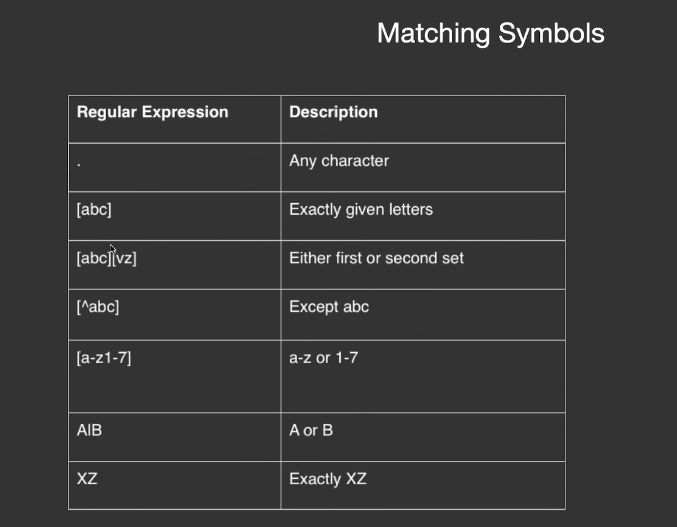 Matching Symbols
Regular Expression Description
. Any character
[abc] Exactly given letters
[abc][vz] Either first or second set
[^abc] Except abc
[a-z1-7] a-z or 1-7
A|B A or B
XZ Exactly XZ